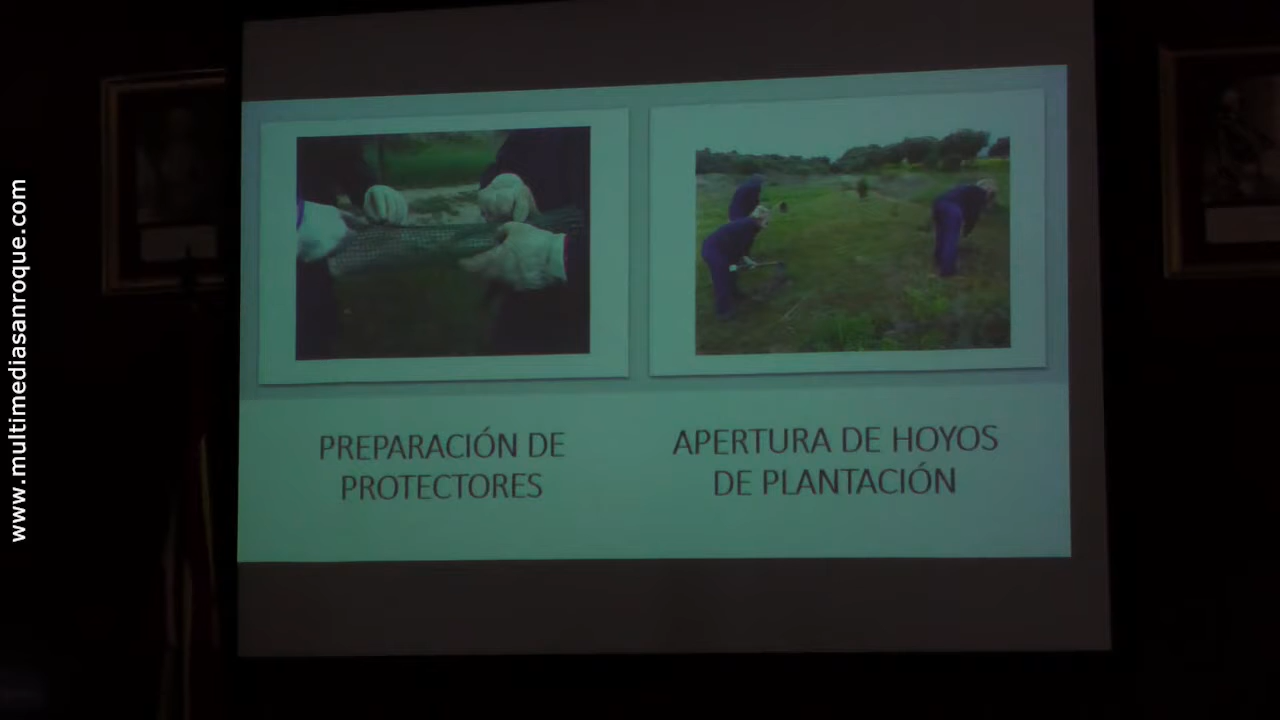 www.multimediasanroque.com
PREPARACIÓN DE
PROTECTORES
APERTURA DE HOYOS
DE PLANTACIÓN